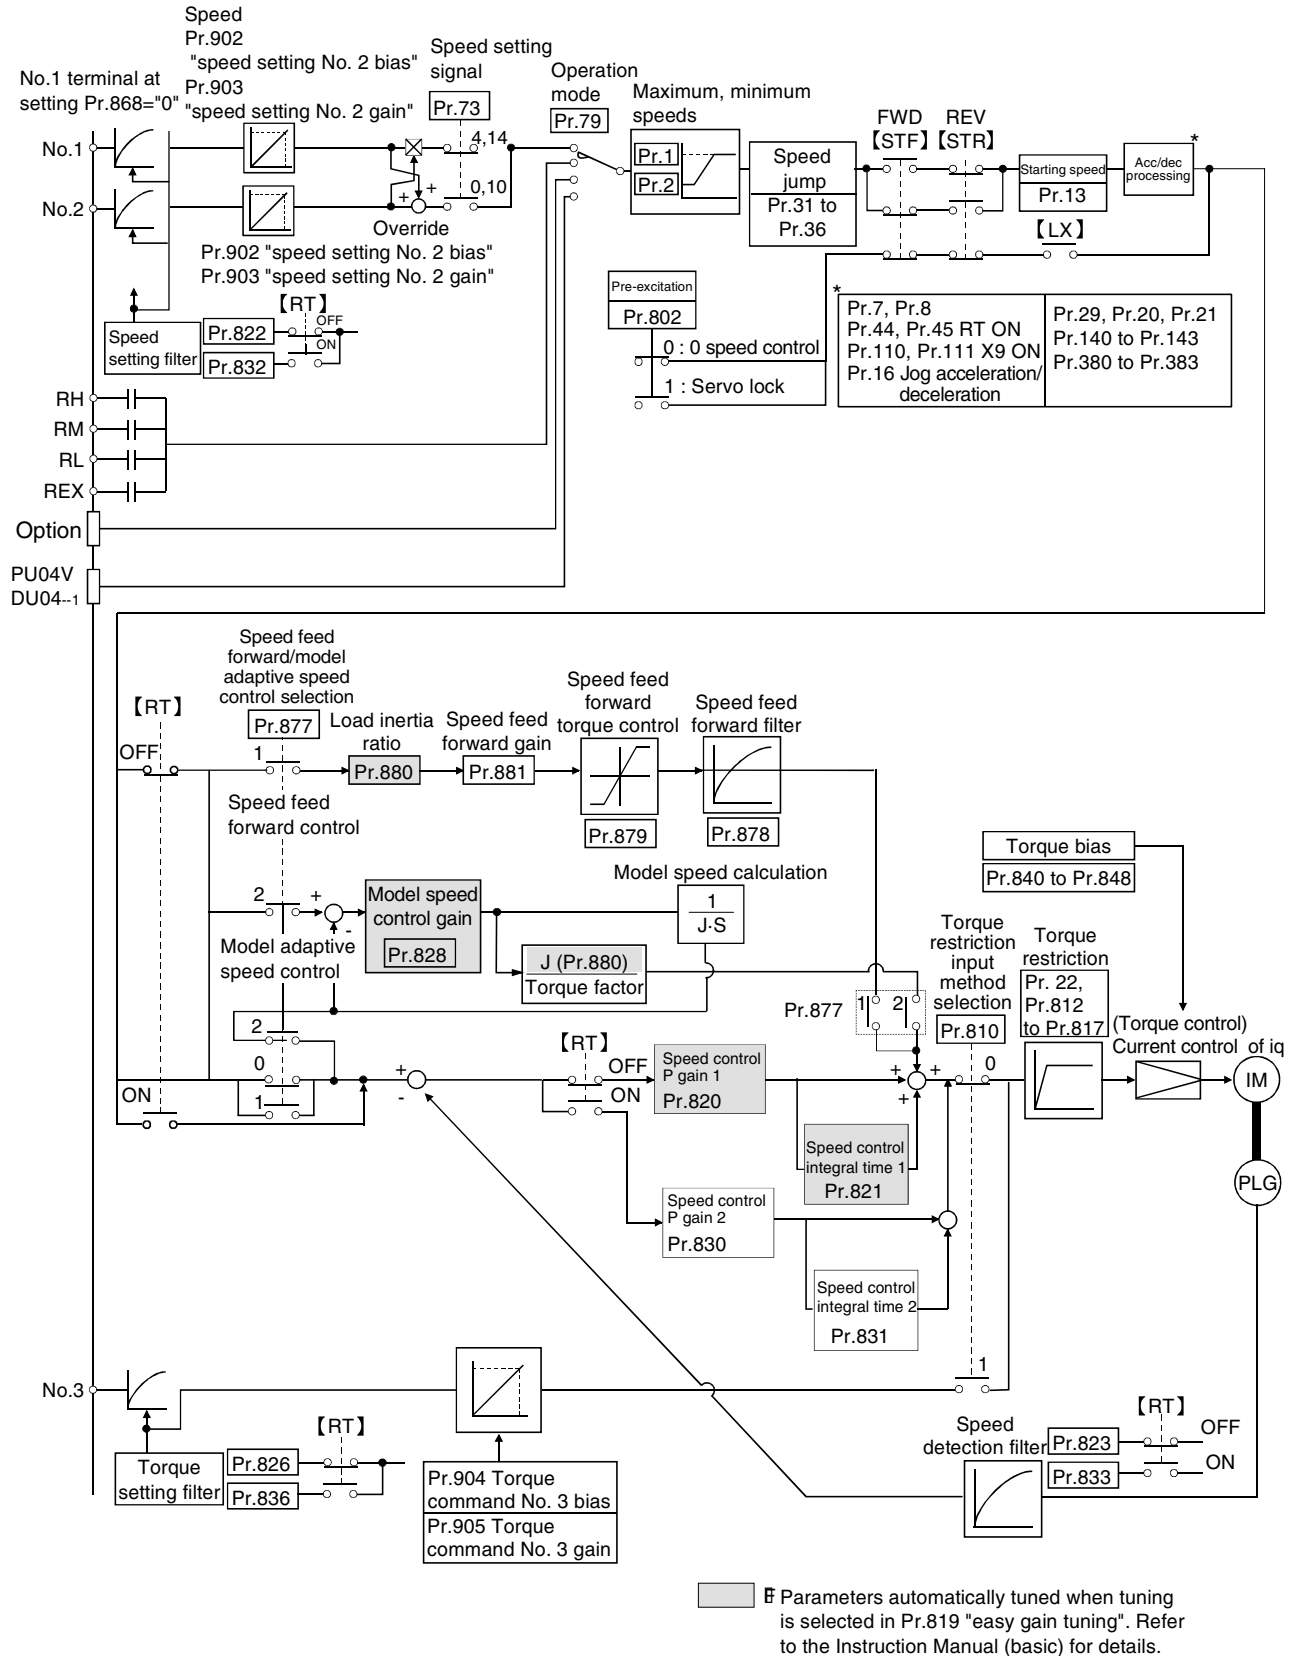 Speed
Pr.902
"speed setting No. 2 bias"
Pr.903
"speed setting No. 2 gain"
No.1 terminal at
setting Pr.868="0"
Speed setting
signal
Pr.73
4,14
0,10
Operation
mode
Pr.79
Maximum, minimum
speeds
Pr.1
Pr.2
Speed
jump
Pr.31 to
Pr.36
FWD
【STF】
REV
【STR】
Starting speed
Pr.13
*
Acc/dec
processing
【LX】
No.1
No.2
+
+
Override
Pr.902 "speed setting No. 2 bias"
Pr.903 "speed setting No. 2 gain"
Speed
setting filter
【RT】
Pr.822
OFF
Pr.832
ON
Pre-excitation
Pr.802
0 : 0 speed control
1 : Servo lock
*
Pr.7, Pr.8
Pr.44, Pr.45 RT ON
Pr.110, Pr.111 X9 ON
Pr.16 Jog acceleration/
deceleration
Pr.29, Pr.20, Pr.21
Pr.140 to Pr.143
Pr.380 to Pr.383
RH
RM
RL
REX
Option
PU04V
DU04--1
【RT】
OFF
ON
Speed feed
forward/model
adaptive speed
control selection
Pr.877
1
Load inertia
ratio
Pr.880
Speed feed
forward gain
Pr.881
Speed feed
forward
torque control
Pr.879
Speed feed
forward filter
Pr.878
Speed feed
forward control
2
+
-
Model adaptive
speed control
Model speed
control gain
Pr.828
Model speed calculation
1
J·S
J (Pr.880)
Torque factor
2
0
1
+
-
【RT】
OFF
ON
Speed control
P gain 1
Pr.820
Speed control
integral time 1
Pr.821
Speed control
P gain 2
Pr.830
Speed control
integral time 2
Pr.831
Pr.877
1
2
+
+
+
Torque
restriction
input
method
selection
Pr.810
0
1
Torque bias
Pr.840 to Pr.848
Torque
restriction
Pr. 22,
Pr.812
to Pr.817
(Torque control)
Current control of iq
IM
PLG
No.3
Torque
setting filter
【RT】
Pr.826
Pr.836
Pr.904 Torque
command No. 3 bias
Pr.905 Torque
command No. 3 gain
Speed
detection filter
【RT】
Pr.823
OFF
Pr.833
ON
Parameters automatically tuned when tuning
is selected in Pr.819 "easy gain tuning". Refer
to the Instruction Manual (basic) for details.